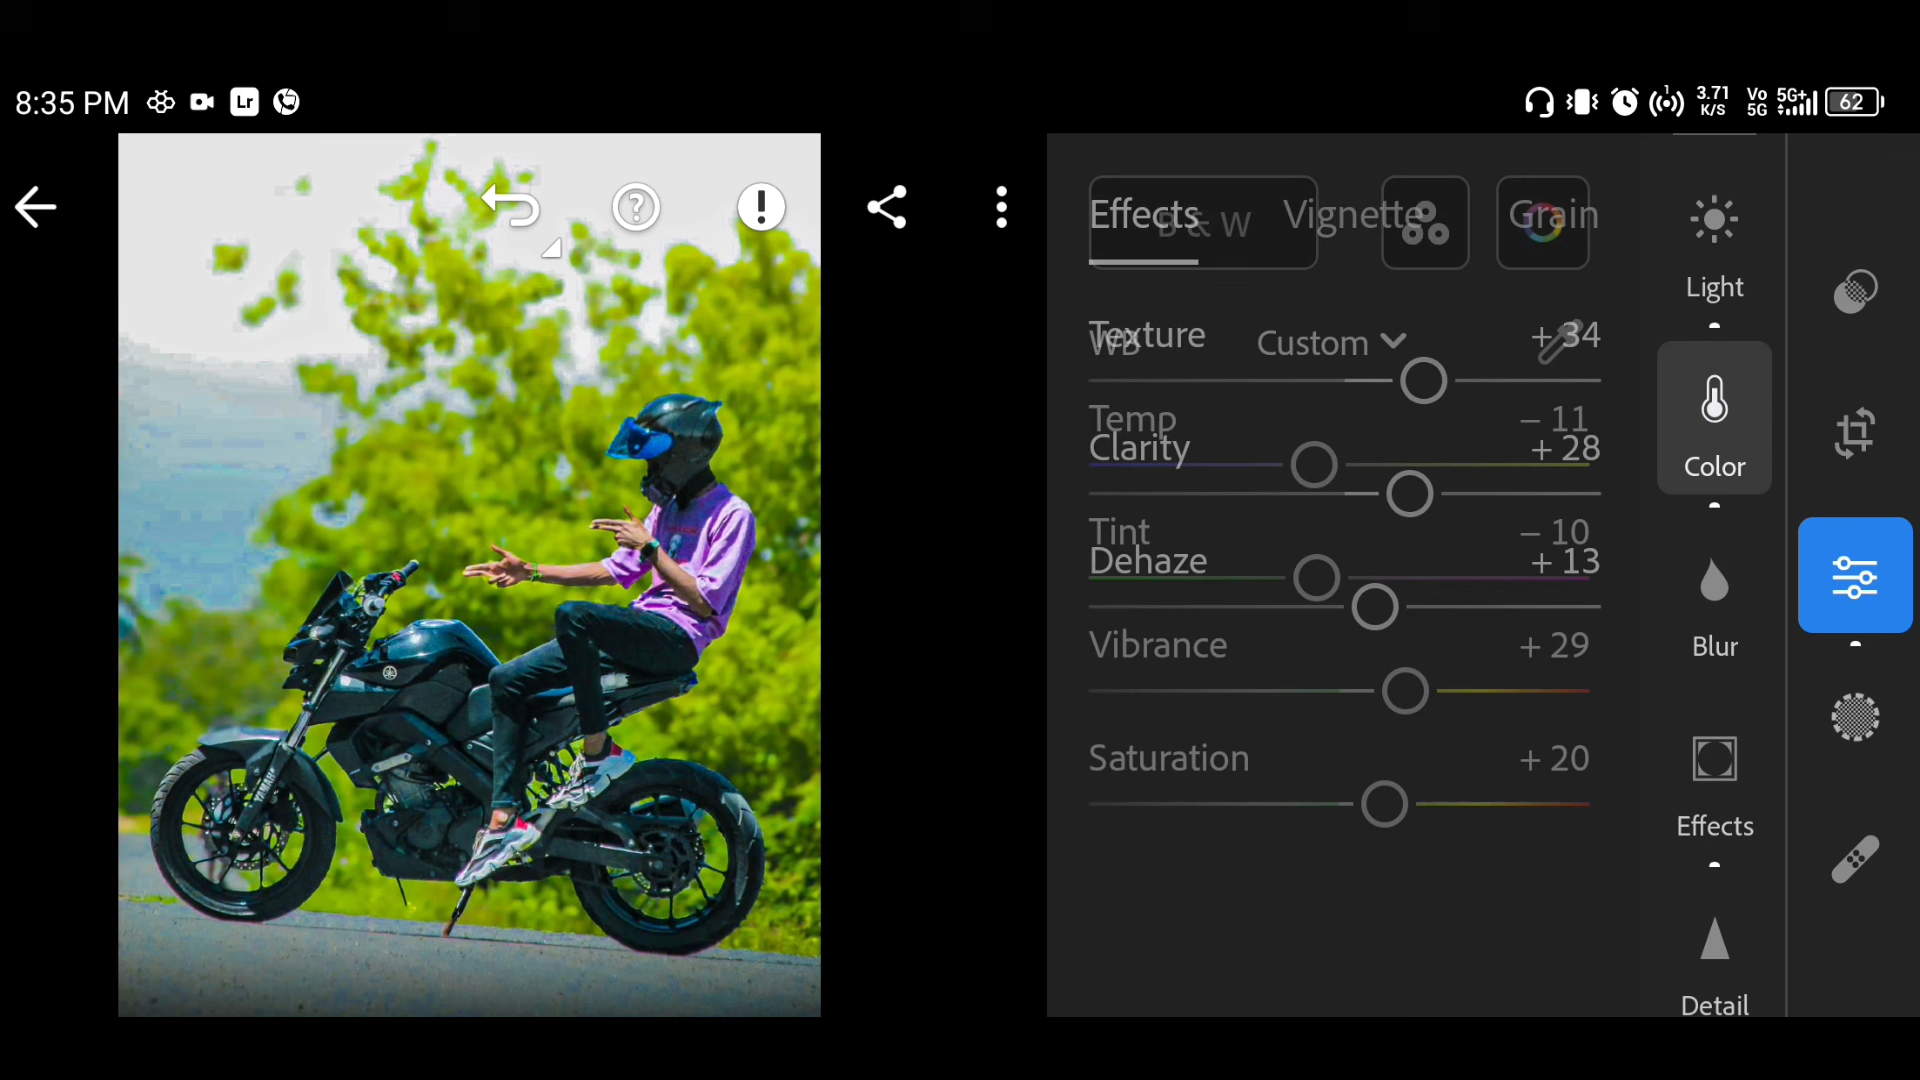 8:35 PM Lr 1 3.71 K/S Vo 5G 5G+ 62
Effects Vignette Grain
B & W
Texture + 34
WB Custom
Temp − 11
Clarity + 28
Tint − 10
Dehaze + 13
Vibrance + 29
Saturation + 20
Light
Color
Blur
Effects
Detail
YAMAHA